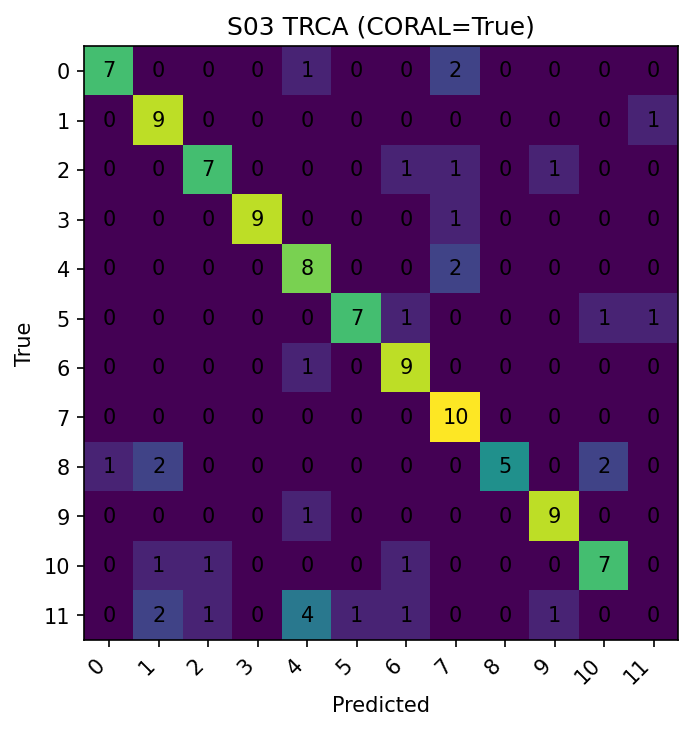 S03 TRCA (CORAL=True)
0 7 0 0 0 1 0 0 2 0 0 0 0
1 0 9 0 0 0 0 0 0 0 0 0 1
2 0 0 7 0 0 0 1 1 0 1 0 0
3 0 0 0 9 0 0 0 1 0 0 0 0
4 0 0 0 0 8 0 0 2 0 0 0 0
5 0 0 0 0 0 7 1 0 0 0 1 1
6 0 0 0 0 1 0 9 0 0 0 0 0
7 0 0 0 0 0 0 0 10 0 0 0 0
8 1 2 0 0 0 0 0 0 5 0 2 0
9 0 0 0 0 1 0 0 0 0 9 0 0
10 0 1 1 0 0 0 1 0 0 0 7 0
11 0 2 1 0 4 1 1 0 0 1 0 0
0 1 2 3 4 5 6 7 8 9 10 11
Predicted
True